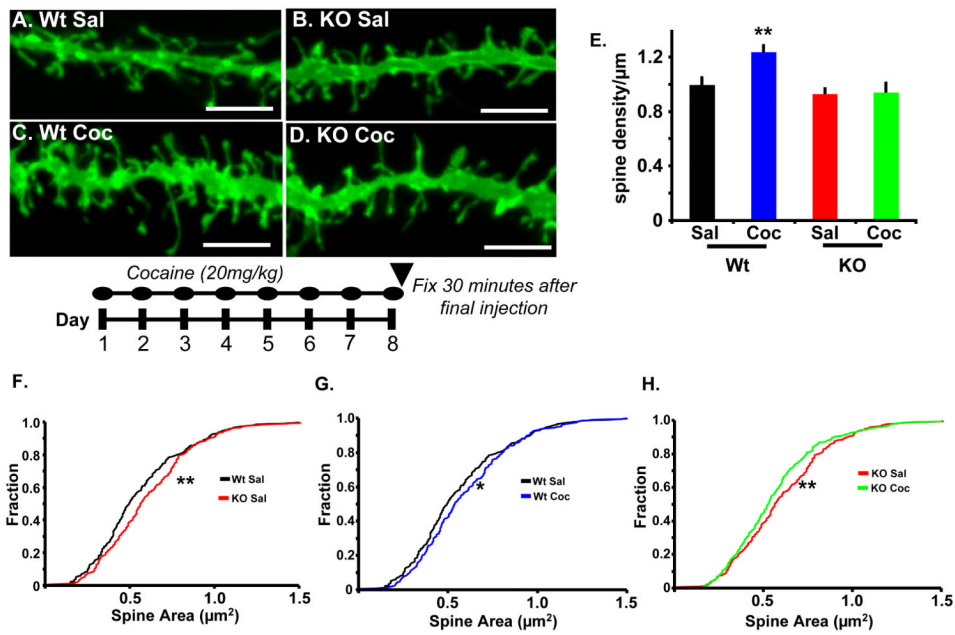 A. Wt Sal
B. KO Sal
C. Wt Coc
D. KO Coc
E.
**
spine density/µm
1.2
0.8
0.4
0
Sal Coc Sal Coc
Wt KO
Cocaine (20mg/kg)
Fix 30 minutes after
final injection
Day
1 2 3 4 5 6 7 8
F.
Fraction
1.0
0.8
0.6
0.4
0.2
0
Wt Sal
KO Sal
**
0.5 1.0 1.5
Spine Area (µm²)
G.
Fraction
1.0
0.8
0.6
0.4
0.2
0
Wt Sal
Wt Coc
*
0.5 1.0 1.5
Spine Area (µm²)
H.
Fraction
1.0
0.8
0.6
0.4
0.2
0
KO Sal
KO Coc
**
0.5 1.0 1.5
Spine Area (µm²)